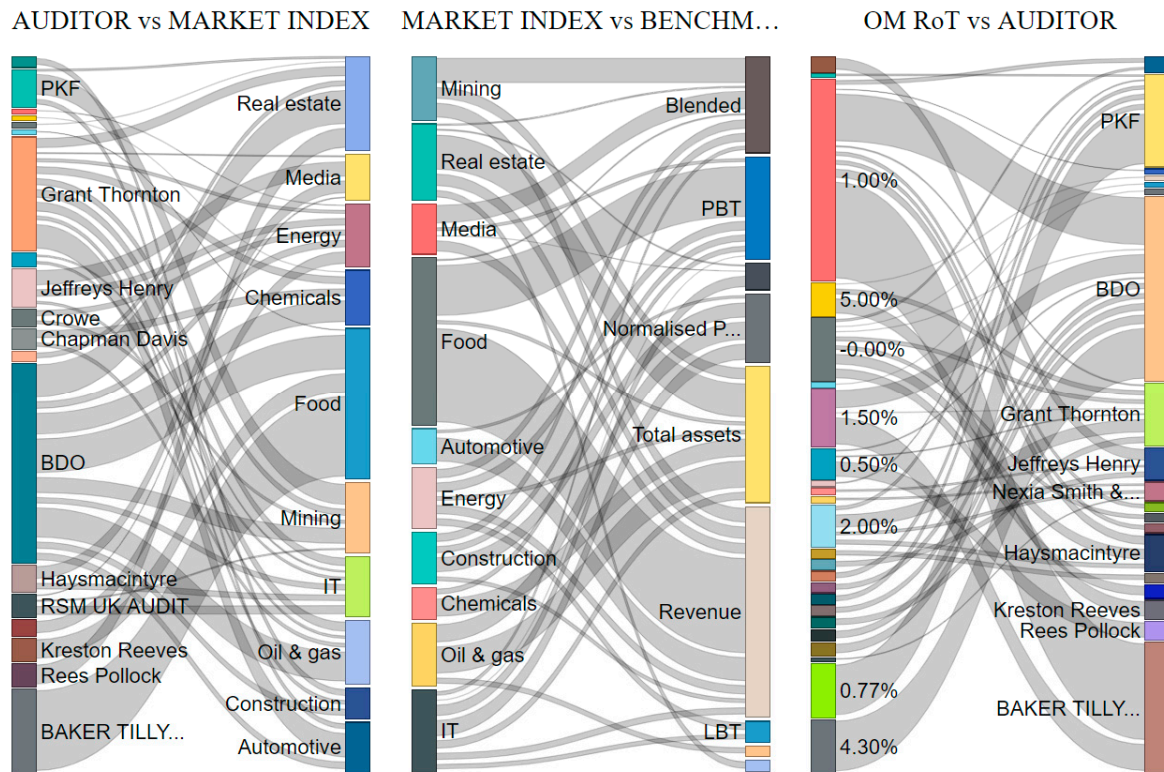 AUDITOR vs MARKET INDEX
PKF
Grant Thornton
Jeffreys Henry
Crowe
Chapman Davis
BDO
Haysmacintyre
RSM UK AUDIT
Kreston Reeves
Rees Pollock
BAKER TILLY...
Real estate
Media
Energy
Chemicals
Food
Mining
IT
Oil & gas
Construction
Automotive
MARKET INDEX vs BENCHM...
Mining
Real estate
Media
Food
Automotive
Energy
Construction
Chemicals
Oil & gas
IT
Blended
PBT
Normalised P...
Total assets
Revenue
LBT
OM RoT vs AUDITOR
1.00%
5.00%
-0.00%
1.50%
0.50%
2.00%
0.77%
4.30%
PKF
BDO
Grant Thornton
Jeffreys Henry
Nexia Smith &...
Haysmacintyre
Kreston Reeves
Rees Pollock
BAKER TILLY...